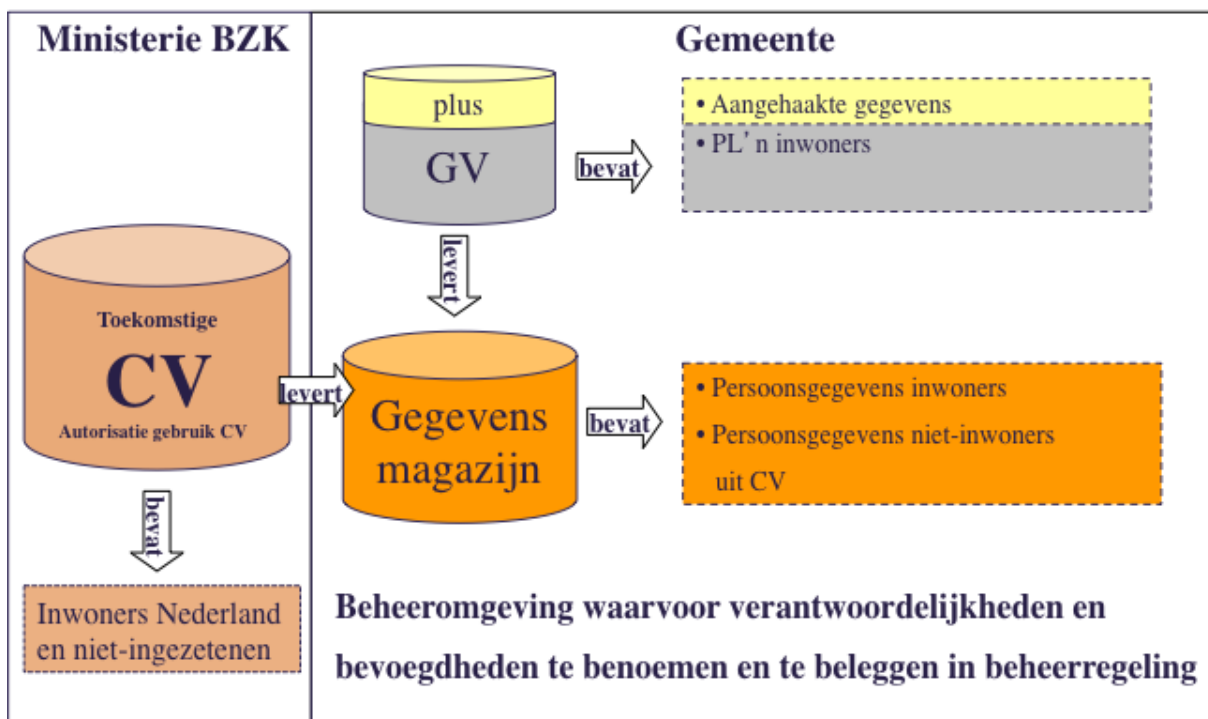 Ministerie BZK
Gemeente
plus
GV
bevat
• Aangehaakte gegevens
• PL'n inwoners
levert
Toekomstige
CV
Autorisatie gebruik CV
levert
Gegevens
magazijn
bevat
• Persoonsgegevens inwoners
• Persoonsgegevens niet-inwoners
uit CV
bevat
Inwoners Nederland
en niet-ingezetenen
Beheeromgeving waarvoor verantwoordelijkheden en
bevoegdheden te benoemen en te beleggen in beheerregeling